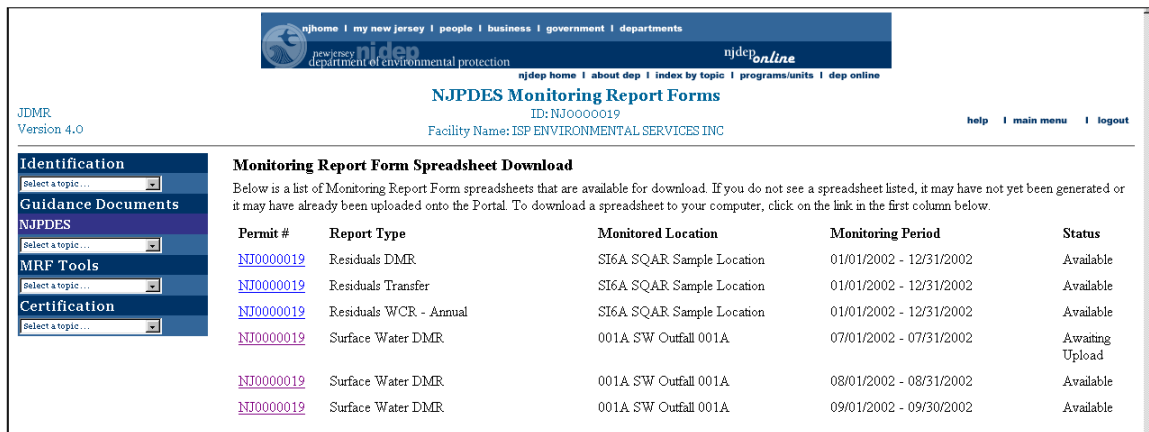 njhome I my new jersey I people I business I government I departments
newjersey njdep
department of environmental protection
njdeponline
njdep home I about dep I index by topic I programs/units I dep online
NJPDES Monitoring Report Forms
JDMR
Version 4.0
ID: NJ0000019
Facility Name: ISP ENVIRONMENTAL SERVICES INC
help I main menu I logout
Identification
Select a topic...
Guidance Documents
NJPDES
Select a topic...
MRF Tools
Select a topic...
Certification
Select a topic...
Monitoring Report Form Spreadsheet Download
Below is a list of Monitoring Report Form spreadsheets that are available for download. If you do not see a spreadsheet listed, it may have not yet been generated or
it may have already been uploaded onto the Portal. To download a spreadsheet to your computer, click on the link in the first column below.
Permit # Report Type Monitored Location Monitoring Period Status
NJ0000019 Residuals DMR SI6A SQAR Sample Location 01/01/2002 - 12/31/2002 Available
NJ0000019 Residuals Transfer SI6A SQAR Sample Location 01/01/2002 - 12/31/2002 Available
NJ0000019 Residuals WCR - Annual SI6A SQAR Sample Location 01/01/2002 - 12/31/2002 Available
NJ0000019 Surface Water DMR 001A SW Outfall 001A 07/01/2002 - 07/31/2002 Awaiting
Upload
NJ0000019 Surface Water DMR 001A SW Outfall 001A 08/01/2002 - 08/31/2002 Available
NJ0000019 Surface Water DMR 001A SW Outfall 001A 09/01/2002 - 09/30/2002 Available